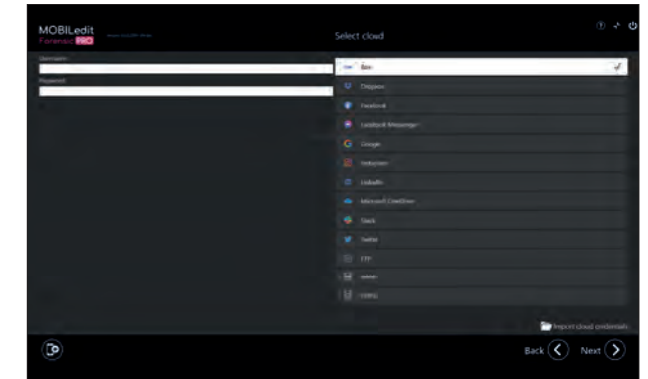 MOBILedit
Forensic PRO
Select cloud
Username
Password
Box
Dropbox
Facebook
Facebook Messenger
Google
Instagram
LinkedIn
Microsoft OneDrive
Slack
Twitter
FTP
Import cloud credentials
Back
Next